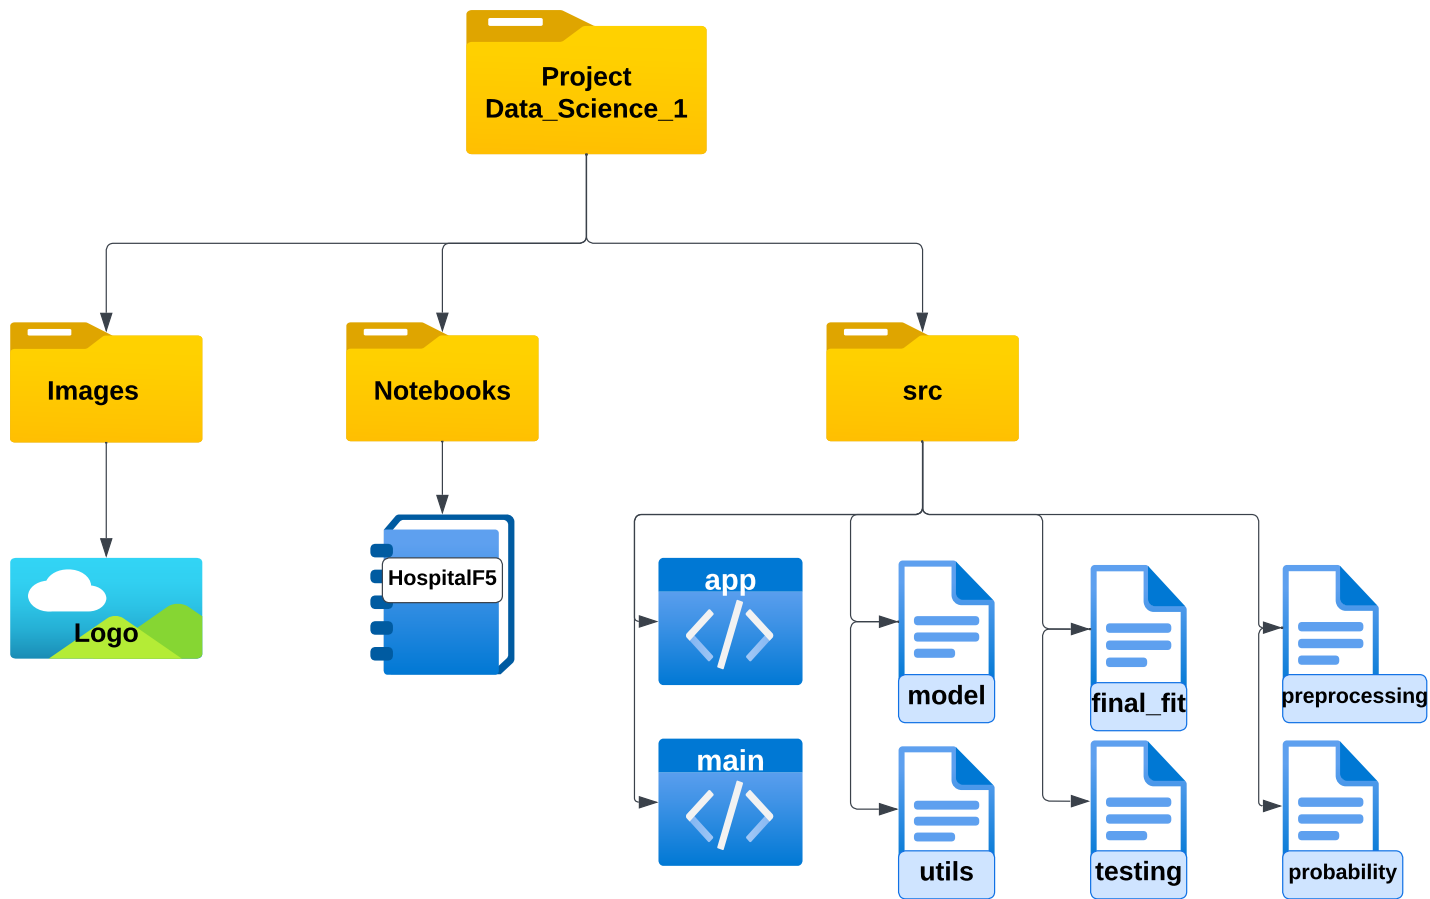 Project
Data_Science_1
Images
Notebooks
src
Logo
HospitalF5
app
model
final_fit
preprocessing
main
utils
testing
probability